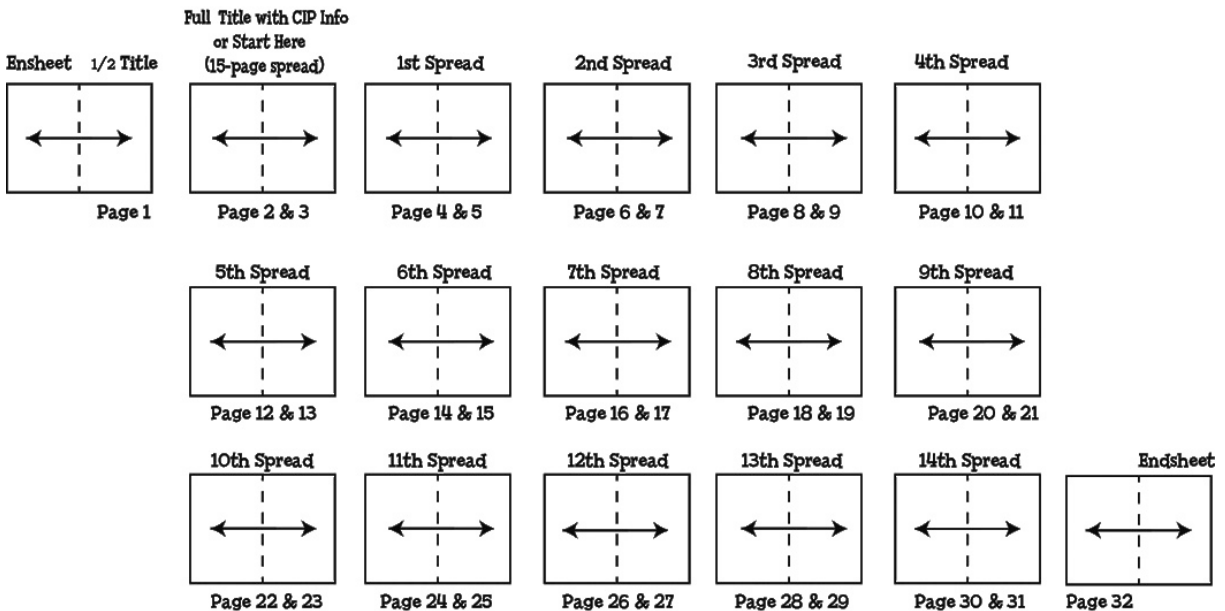 Full Title with CIP Info
or Start Here
(15-page spread)
Ensheet 1/2 Title
1st Spread
2nd Spread
3rd Spread
4th Spread
Page 1
Page 2 & 3
Page 4 & 5
Page 6 & 7
Page 8 & 9
Page 10 & 11
5th Spread
6th Spread
7th Spread
8th Spread
9th Spread
Page 12 & 13
Page 14 & 15
Page 16 & 17
Page 18 & 19
Page 20 & 21
10th Spread
11th Spread
12th Spread
13th Spread
14th Spread
Endsheet
Page 22 & 23
Page 24 & 25
Page 26 & 27
Page 28 & 29
Page 30 & 31
Page 32